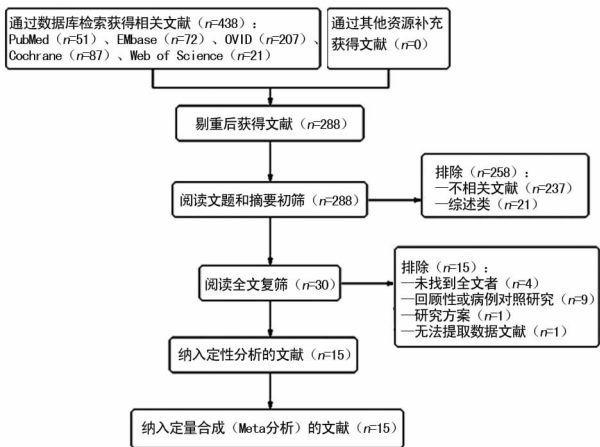 通过数据库检索获得相关文献（n=438）：
PubMed（n=51）、EMbase（n=72）、OVID（n=207）、
Cochrane（n=87）、Web of Science（n=21）
通过其他资源补充
获得文献（n=0）
剔重后获得文献（n=288）
阅读文题和摘要初筛（n=288）
排除（n=258）：
—不相关文献（n=237）
—综述类（n=21）
阅读全文复筛（n=30）
排除（n=15）：
—未找到全文者（n=4）
—回顾性或病例对照研究（n=9）
—研究方案（n=1）
—无法提取数据文献（n=1）
纳入定性分析的文献（n=15）
纳入定量合成（Meta分析）的文献（n=15）